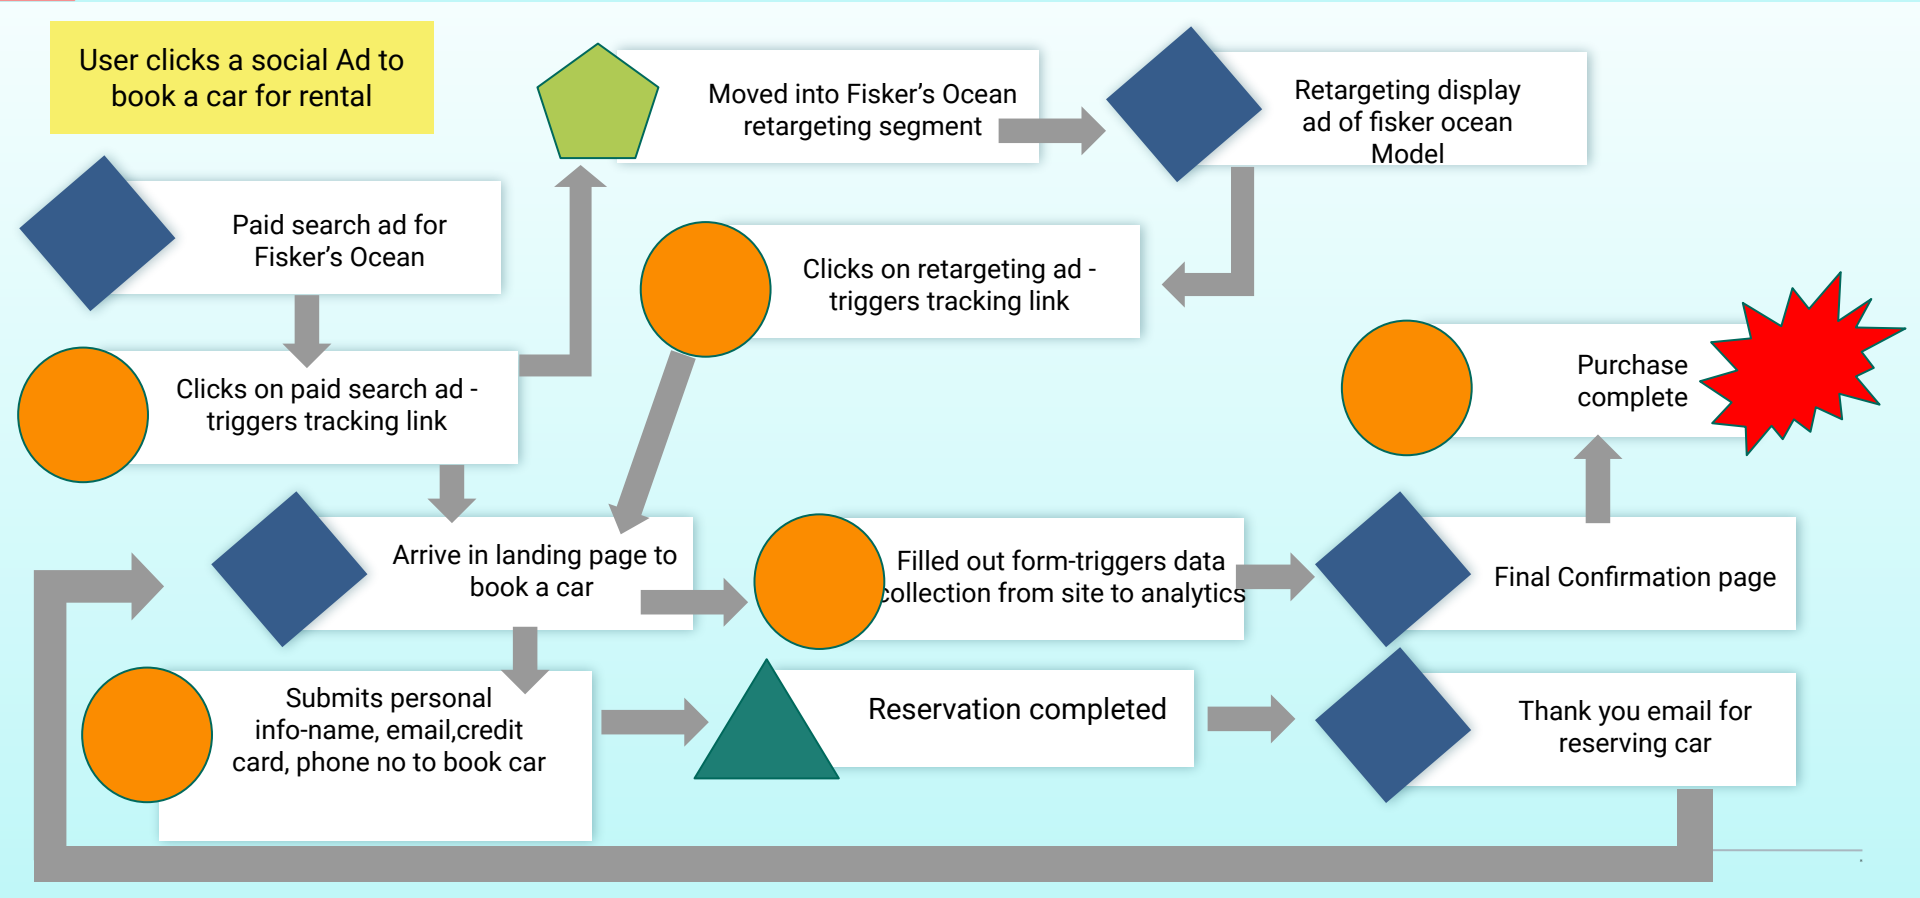 User clicks a social Ad to
book a car for rental
Moved into Fisker’s Ocean
retargeting segment
Retargeting display
ad of fisker ocean
Model
Paid search ad for
Fisker’s Ocean
Clicks on retargeting ad -
triggers tracking link
Clicks on paid search ad -
triggers tracking link
Purchase
complete
Arrive in landing page to
book a car
Filled out form-triggers data
collection from site to analytics
Final Confirmation page
Submits personal
info-name, email,credit
card, phone no to book car
Reservation completed
Thank you email for
reserving car